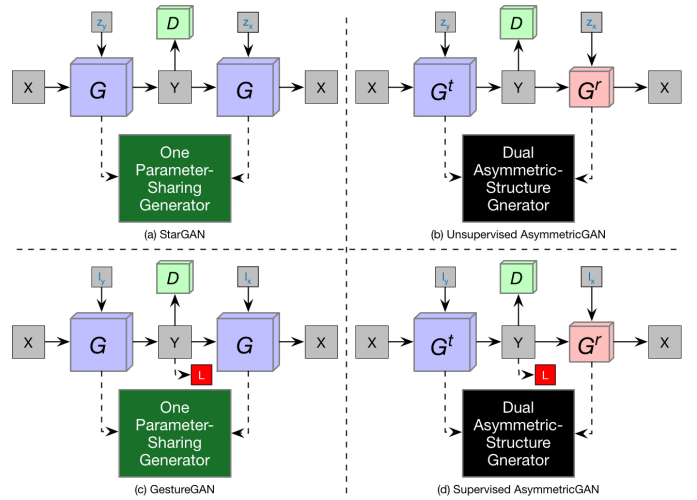 z_y D z_x
X G Y G X
One
Parameter-
Sharing
Generator
(a) StarGAN
z_y D z_x
X G^t Y G^r X
Dual
Asymmetric-
Structure
Gnerator
(b) Unsupervised AsymmetricGAN
l_y D l_x
X G Y G X
L
One
Parameter-
Sharing
Generator
(c) GestureGAN
l_y D l_x
X G^t Y G^r X
L
Dual
Asymmetric-
Structure
Gnerator
(d) Supervised AsymmetricGAN